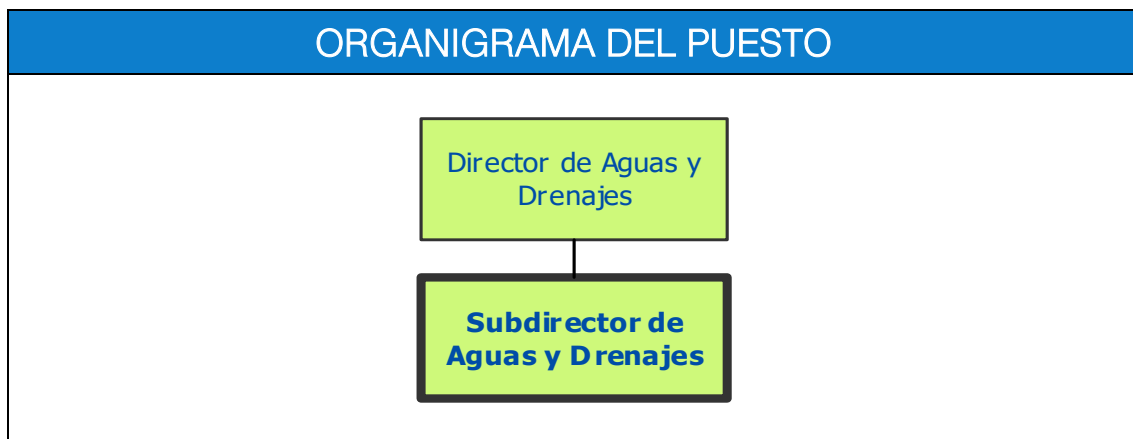 ORGANIGRAMA DEL PUESTO
Director de Aguas y
Drenajes
Subdirector de
Aguas y Drenajes